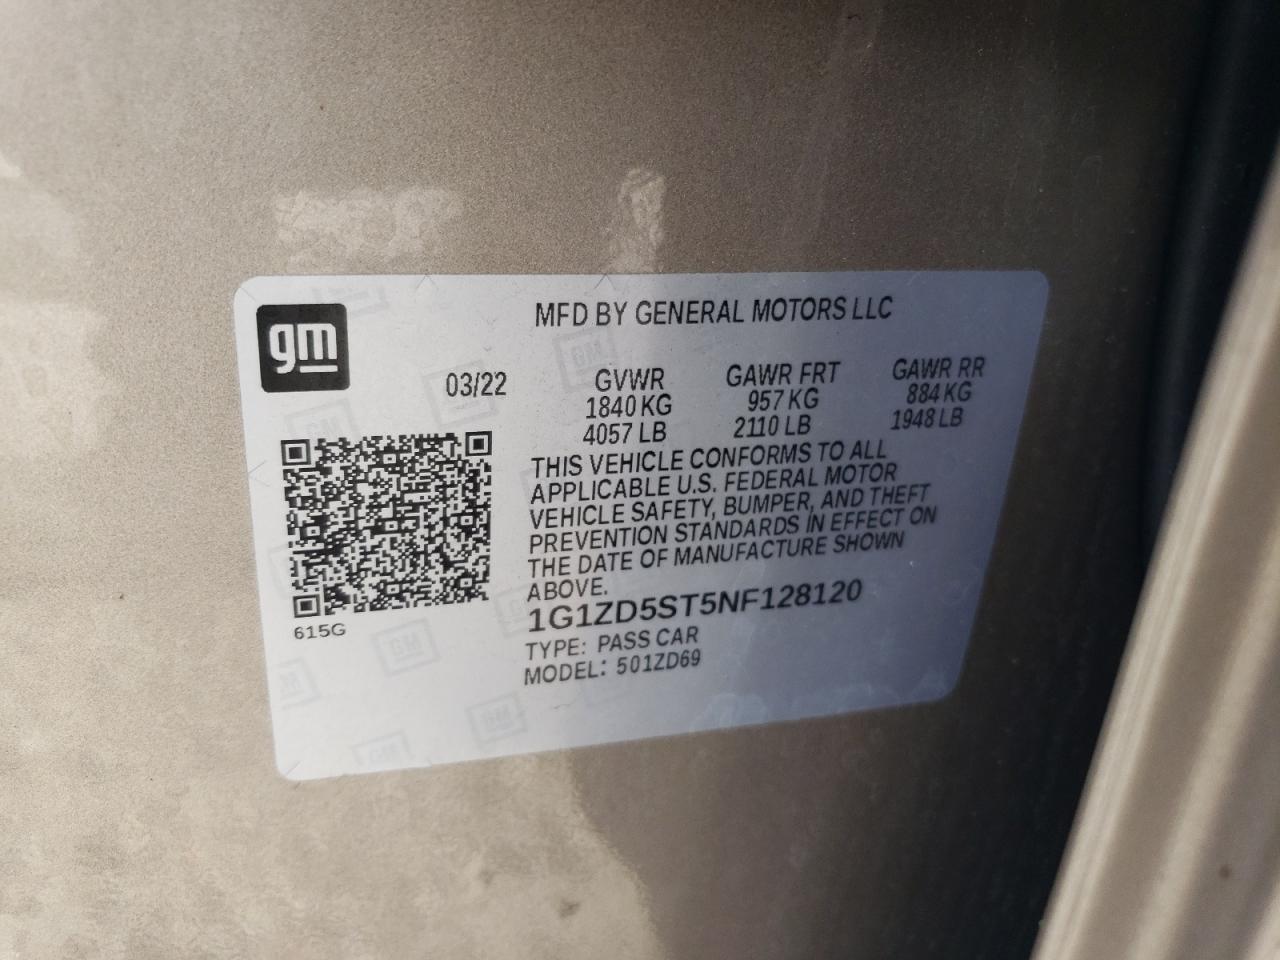 gm
MFD BY GENERAL MOTORS LLC
03/22 GVWR GAWR FRT GAWR RR
1840 KG 957 KG 884 KG
4057 LB 2110 LB 1948 LB
THIS VEHICLE CONFORMS TO ALL
APPLICABLE U.S. FEDERAL MOTOR
VEHICLE SAFETY, BUMPER, AND THEFT
PREVENTION STANDARDS IN EFFECT ON
THE DATE OF MANUFACTURE SHOWN
ABOVE.
1G1ZD5ST5NF128120
TYPE: PASS CAR
MODEL: 501ZD69
615G